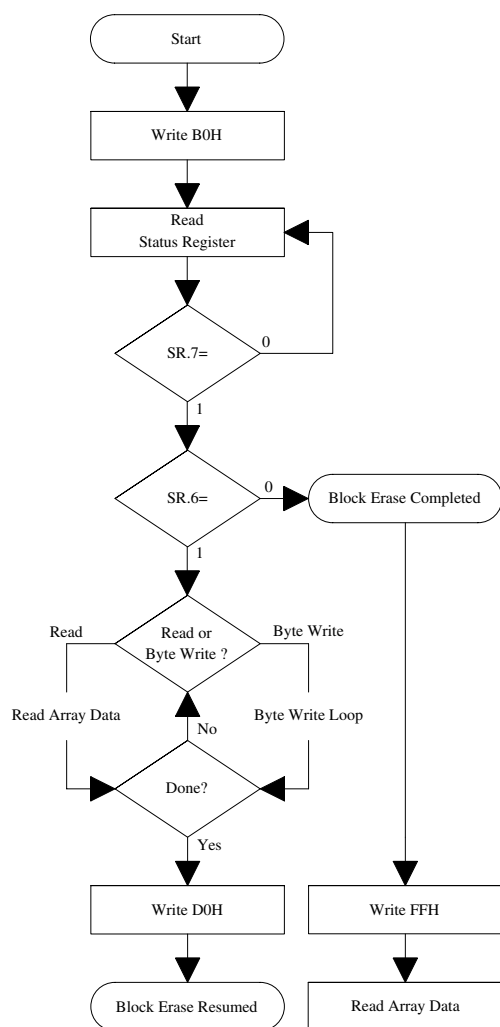 Start
Write B0H
Read
Status Register
SR.7=
0
1
SR.6=
0
Block Erase Completed
1
Read
Read or
Byte Write ?
Byte Write
Read Array Data
Byte Write Loop
No
Done?
Yes
Write D0H
Write FFH
Block Erase Resumed
Read Array Data